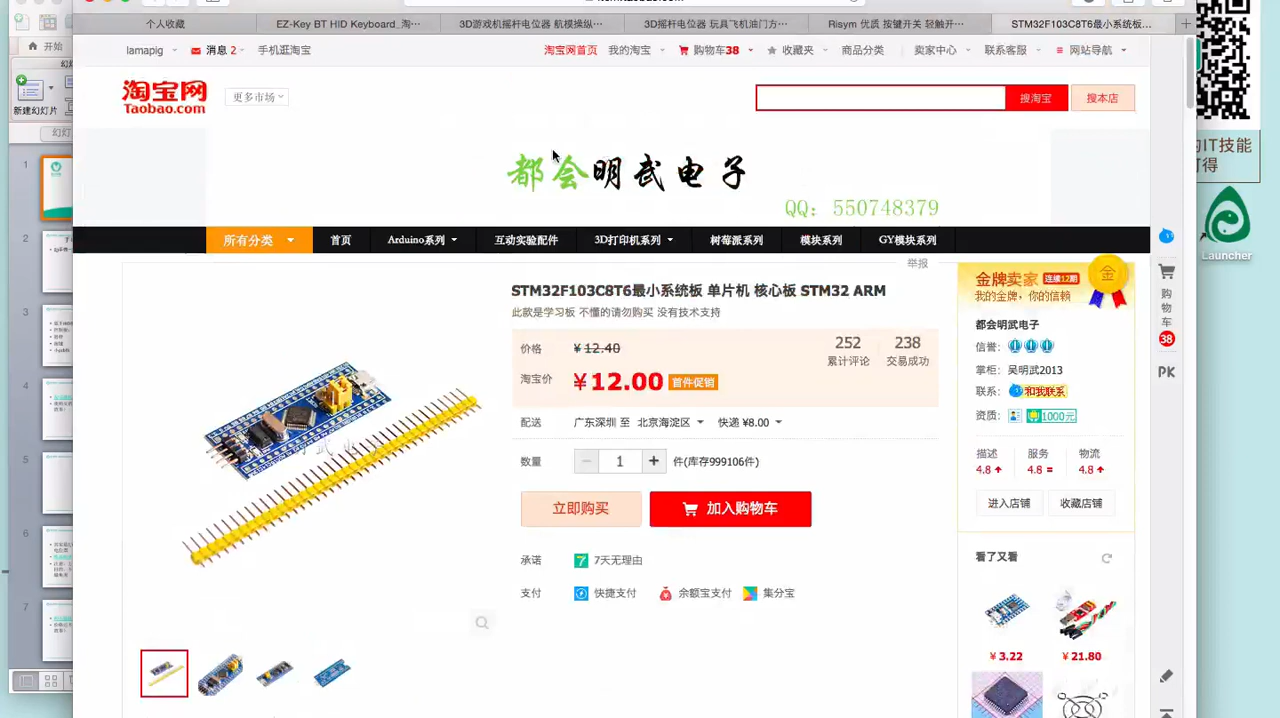 个人收藏
EZ-Key BT HID Keyboard_淘…
3D游戏机摇杆电位器 航模操纵…
3D摇杆电位器 玩具飞机油门方…
Risym 优质 按键开关 轻触开…
STM32F103C8T6最小系统板…
开始
新建幻灯片
lamapig
消息 2
手机逛淘宝
淘宝网首页
我的淘宝
购物车38
收藏夹
商品分类
卖家中心
联系客服
网站导航
淘宝网
Taobao.com
更多市场
搜淘宝
搜本店
都会明武电子
QQ: 550748379
所有分类
首页
Arduino系列
互动实验配件
3D打印机系列
树莓派系列
模块系列
GY模块系列
举报
STM32F103C8T6最小系统板 单片机 核心板 STM32 ARM
此款是学习板 不懂的请勿购买 没有技术支持
价格
¥12.40
252
累计评论
238
交易成功
淘宝价
¥12.00
首件促销
配送
广东深圳 至 北京海淀区
快递 ¥8.00
数量
1
件(库存999106件)
立即购买
加入购物车
承诺
7天无理由
支付
快捷支付
余额宝支付
集分宝
金牌卖家
连续12期
金
我的金牌，你的信赖
都会明武电子
信誉:
掌柜: 吴明武2013
联系:
和我联系
资质:
1000元
描述
服务
物流
4.8
4.8
4.8
进入店铺
收藏店铺
看了又看
¥3.22
¥21.80
购物车
38
PK
的IT技能
可得
Launcher
1
2
3
4
5
6
7